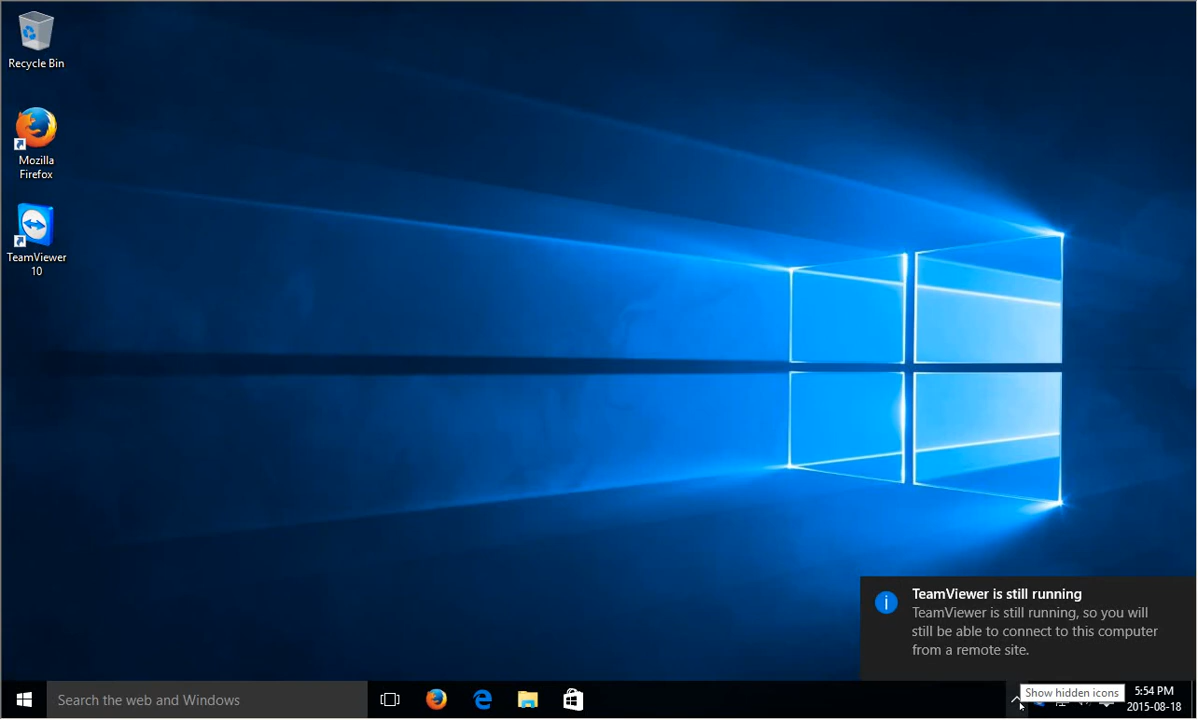 Recycle Bin
Mozilla
Firefox
TeamViewer
10
TeamViewer is still running
TeamViewer is still running, so you will
still be able to connect to this computer
from a remote site.
Search the web and Windows
Show hidden icons
5:54 PM
2015-08-18